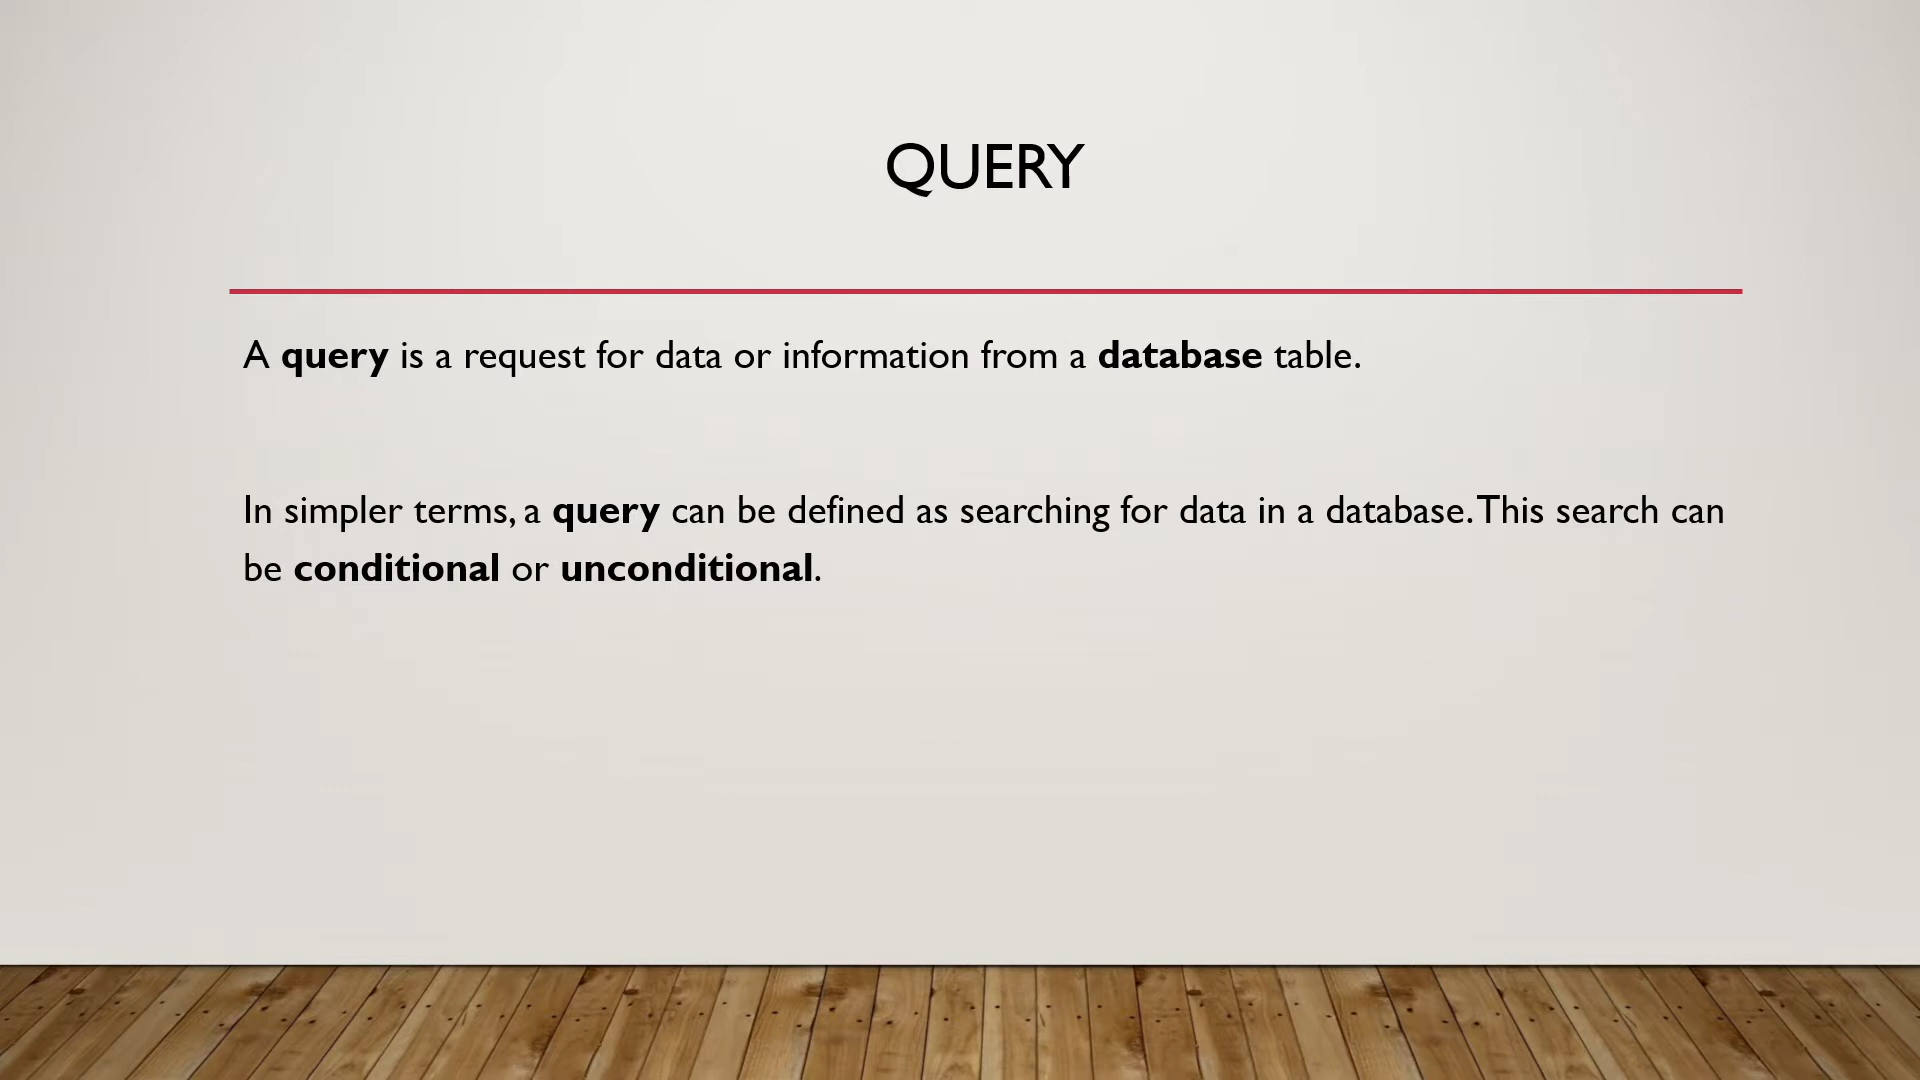 QUERY
A query is a request for data or information from a database table.
In simpler terms, a query can be defined as searching for data in a database. This search can
be conditional or unconditional.